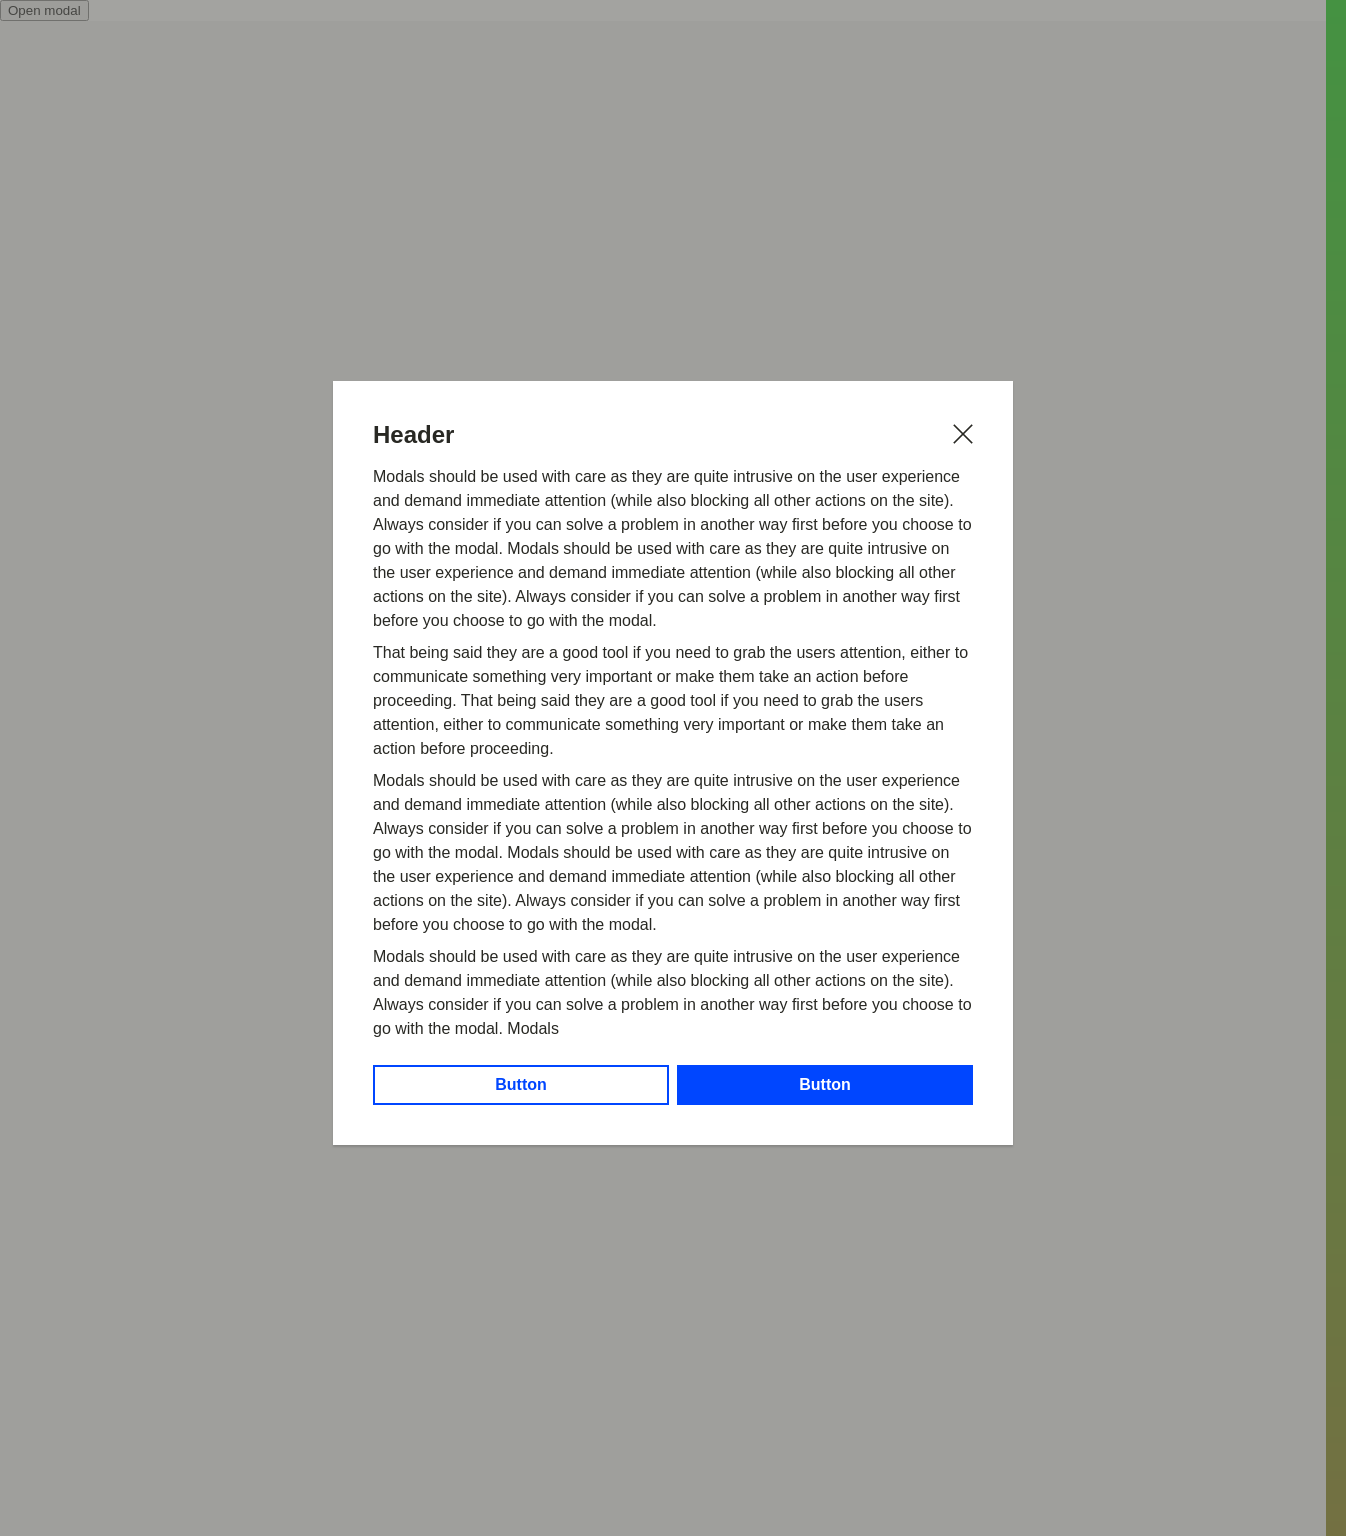 Open modal
Header
Modals should be used with care as they are quite intrusive on the user experience
and demand immediate attention (while also blocking all other actions on the site).
Always consider if you can solve a problem in another way first before you choose to
go with the modal. Modals should be used with care as they are quite intrusive on
the user experience and demand immediate attention (while also blocking all other
actions on the site). Always consider if you can solve a problem in another way first
before you choose to go with the modal.
That being said they are a good tool if you need to grab the users attention, either to
communicate something very important or make them take an action before
proceeding. That being said they are a good tool if you need to grab the users
attention, either to communicate something very important or make them take an
action before proceeding.
Modals should be used with care as they are quite intrusive on the user experience
and demand immediate attention (while also blocking all other actions on the site).
Always consider if you can solve a problem in another way first before you choose to
go with the modal. Modals should be used with care as they are quite intrusive on
the user experience and demand immediate attention (while also blocking all other
actions on the site). Always consider if you can solve a problem in another way first
before you choose to go with the modal.
Modals should be used with care as they are quite intrusive on the user experience
and demand immediate attention (while also blocking all other actions on the site).
Always consider if you can solve a problem in another way first before you choose to
go with the modal. Modals
Button
Button